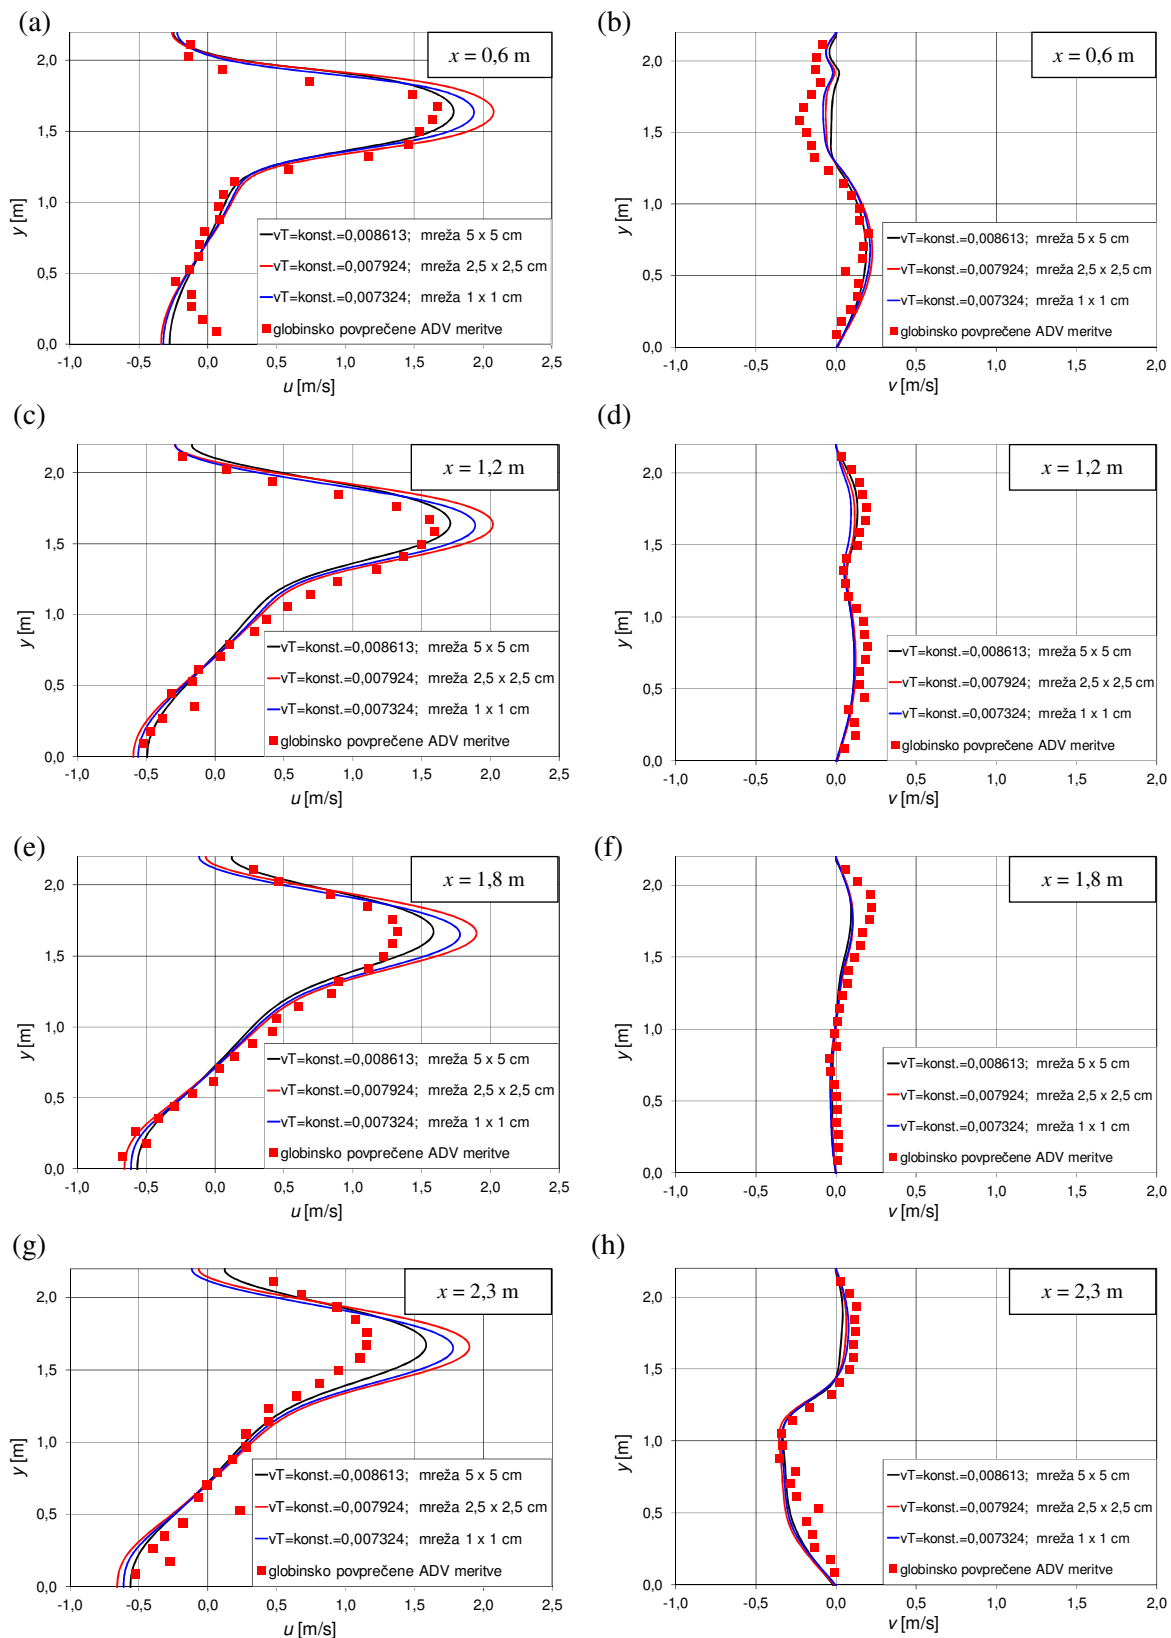 (a)
x = 0,6 m
2,0
1,5
1,0
0,5
0,0
y [m]
vT=konst.=0,008613; mreža 5 x 5 cm
vT=konst.=0,007924; mreža 2,5 x 2,5 cm
vT=konst.=0,007324; mreža 1 x 1 cm
globinsko povprečene ADV meritve
-1,0 -0,5 0,0 0,5 1,0 1,5 2,0 2,5
u [m/s]
(b)
x = 0,6 m
2,0
1,5
1,0
0,5
0,0
y [m]
vT=konst.=0,008613; mreža 5 x 5 cm
vT=konst.=0,007924; mreža 2,5 x 2,5 cm
vT=konst.=0,007324; mreža 1 x 1 cm
globinsko povprečene ADV meritve
-1,0 -0,5 0,0 0,5 1,0 1,5 2,0
v [m/s]
(c)
x = 1,2 m
2,0
1,5
1,0
0,5
0,0
y [m]
vT=konst.=0,008613; mreža 5 x 5 cm
vT=konst.=0,007924; mreža 2,5 x 2,5 cm
vT=konst.=0,007324; mreža 1 x 1 cm
globinsko povprečene ADV meritve
-1,0 -0,5 0,0 0,5 1,0 1,5 2,0 2,5
u [m/s]
(d)
x = 1,2 m
2,0
1,5
1,0
0,5
0,0
y [m]
vT=konst.=0,008613; mreža 5 x 5 cm
vT=konst.=0,007924; mreža 2,5 x 2,5 cm
vT=konst.=0,007324; mreža 1 x 1 cm
globinsko povprečene ADV meritve
-1,0 -0,5 0,0 0,5 1,0 1,5 2,0
v [m/s]
(e)
x = 1,8 m
2,0
1,5
1,0
0,5
0,0
y [m]
vT=konst.=0,008613; mreža 5 x 5 cm
vT=konst.=0,007924; mreža 2,5 x 2,5 cm
vT=konst.=0,007324; mreža 1 x 1 cm
globinsko povprečene ADV meritve
-1,0 -0,5 0,0 0,5 1,0 1,5 2,0 2,5
u [m/s]
(f)
x = 1,8 m
2,0
1,5
1,0
0,5
0,0
y [m]
vT=konst.=0,008613; mreža 5 x 5 cm
vT=konst.=0,007924; mreža 2,5 x 2,5 cm
vT=konst.=0,007324; mreža 1 x 1 cm
globinsko povprečene ADV meritve
-1,0 -0,5 0,0 0,5 1,0 1,5 2,0
v [m/s]
(g)
x = 2,3 m
2,0
1,5
1,0
0,5
0,0
y [m]
vT=konst.=0,008613; mreža 5 x 5 cm
vT=konst.=0,007924; mreža 2,5 x 2,5 cm
vT=konst.=0,007324; mreža 1 x 1 cm
globinsko povprečene ADV meritve
-1,0 -0,5 0,0 0,5 1,0 1,5 2,0 2,5
u [m/s]
(h)
x = 2,3 m
2,0
1,5
1,0
0,5
0,0
y [m]
vT=konst.=0,008613; mreža 5 x 5 cm
vT=konst.=0,007924; mreža 2,5 x 2,5 cm
vT=konst.=0,007324; mreža 1 x 1 cm
globinsko povprečene ADV meritve
-1,0 -0,5 0,0 0,5 1,0 1,5 2,0
v [m/s]